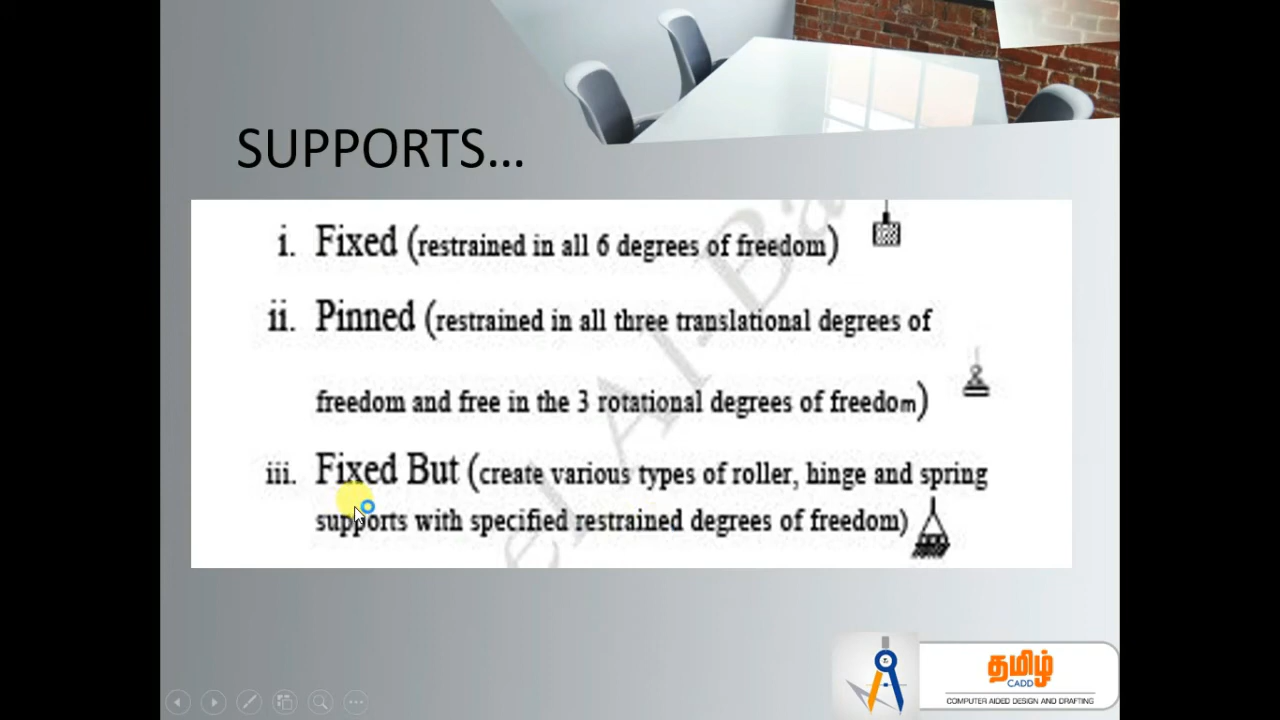 SUPPORTS...
i. Fixed (restrained in all 6 degrees of freedom)
ii. Pinned (restrained in all three translational degrees of
freedom and free in the 3 rotational degrees of freedom)
iii. Fixed But (create various types of roller, hinge and spring
supports with specified restrained degrees of freedom)
தமிழ்
CADD
COMPUTER AIDED DESIGN AND DRAFTING